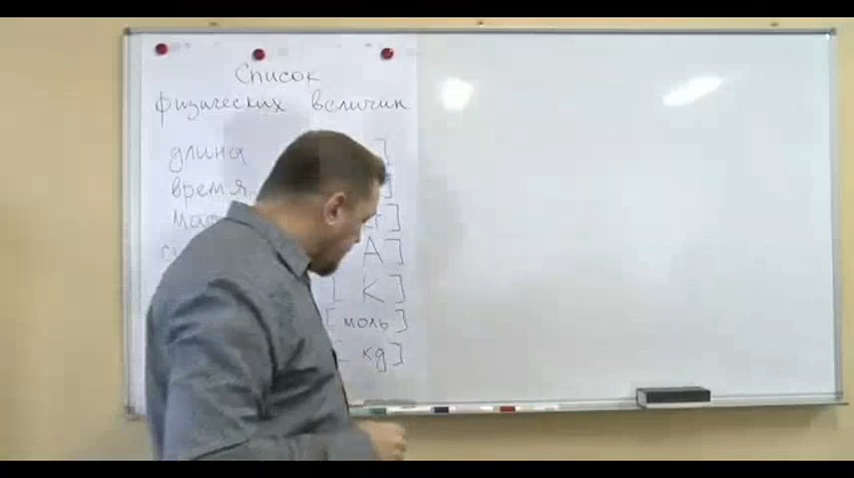 Список
физических величин
длина ]
время ]
]
А ]
[ К ]
[ моль ]
[ кд ]